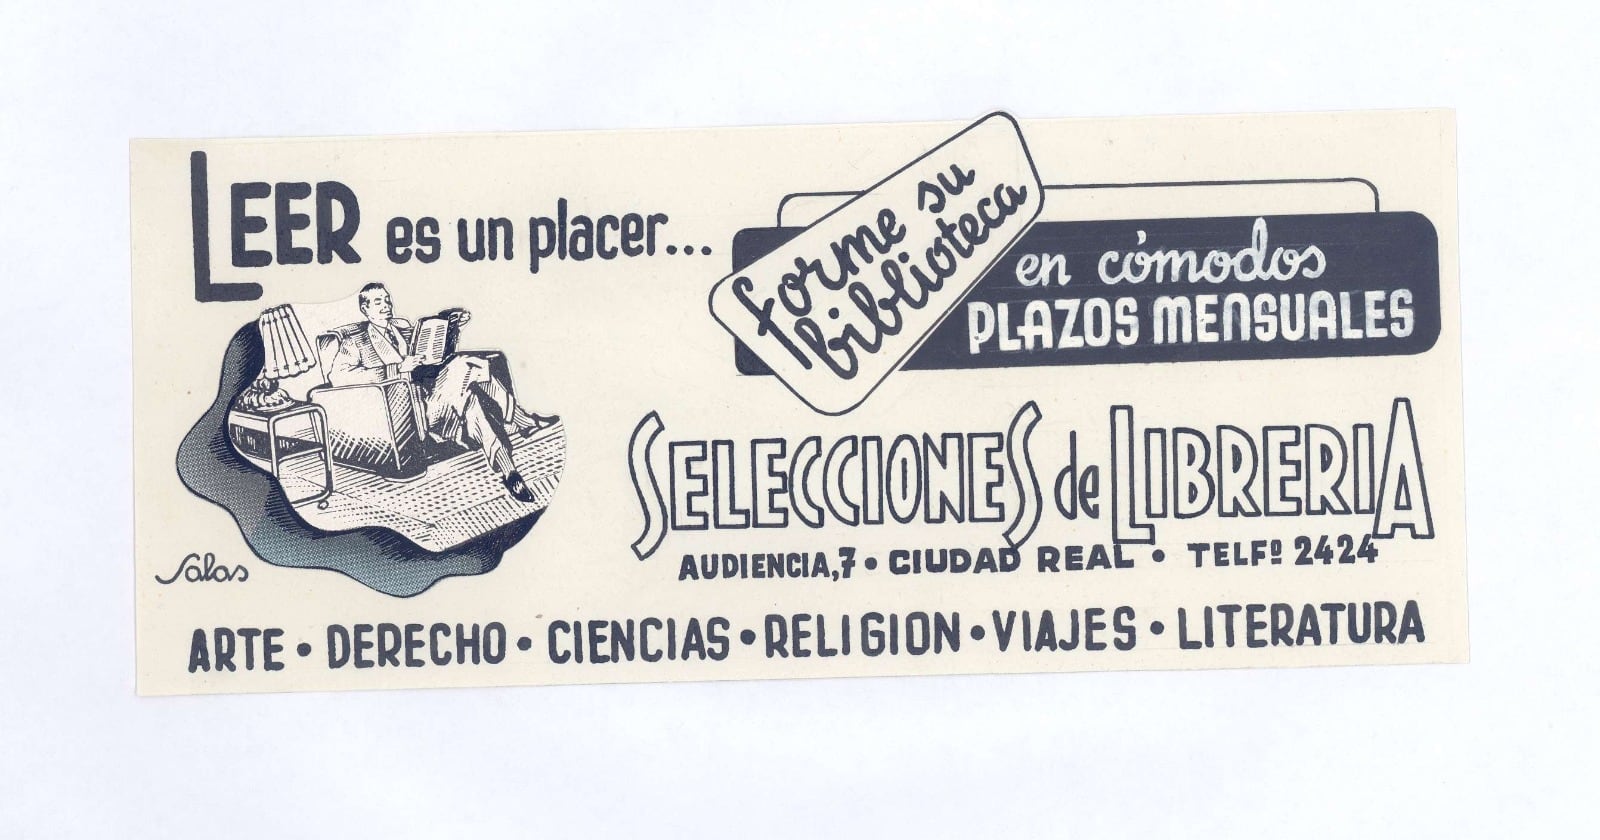 LEER es un placer...
forme su
biblioteca
en cómodos
PLAZOS MENSUALES
SELECCIONES de LIBRERIA
AUDIENCIA, 7 • CIUDAD REAL • TELFº 2424
Salas
ARTE • DERECHO • CIENCIAS • RELIGION • VIAJES • LITERATURA